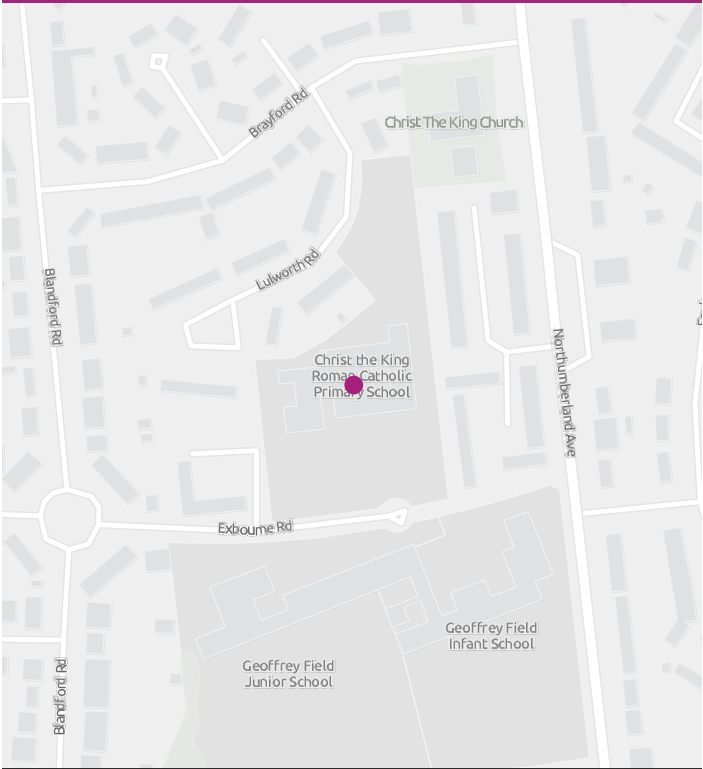 Brayford Rd
Christ The King Church
Lulworth Rd
Blandford Rd
Northumberland Ave
Christ the King
Roman Catholic
Primary School
Exbourne Rd
Geoffrey Field
Infant School
Geoffrey Field
Junior School
Blandford Rd